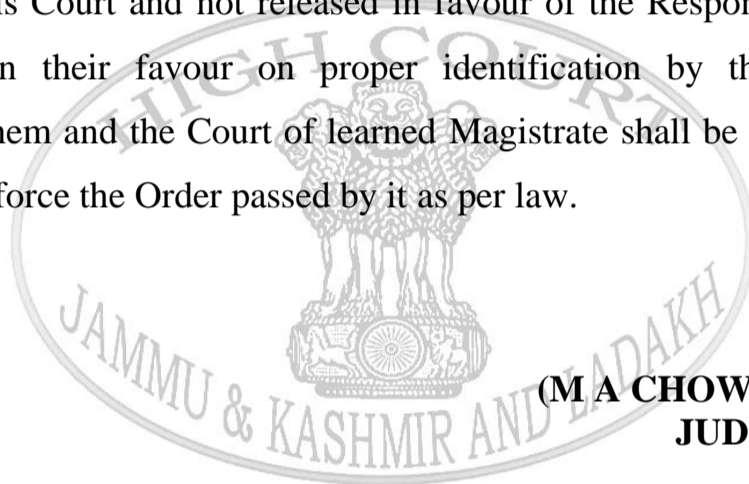 is Court and not released in favour of the Respon
n their favour on proper identification by th
nem and the Court of learned Magistrate shall be
force the Order passed by it as per law.
HIGH COURT
JAMMU & KASHMIR AND LADAKH
(M A CHOW
JUD